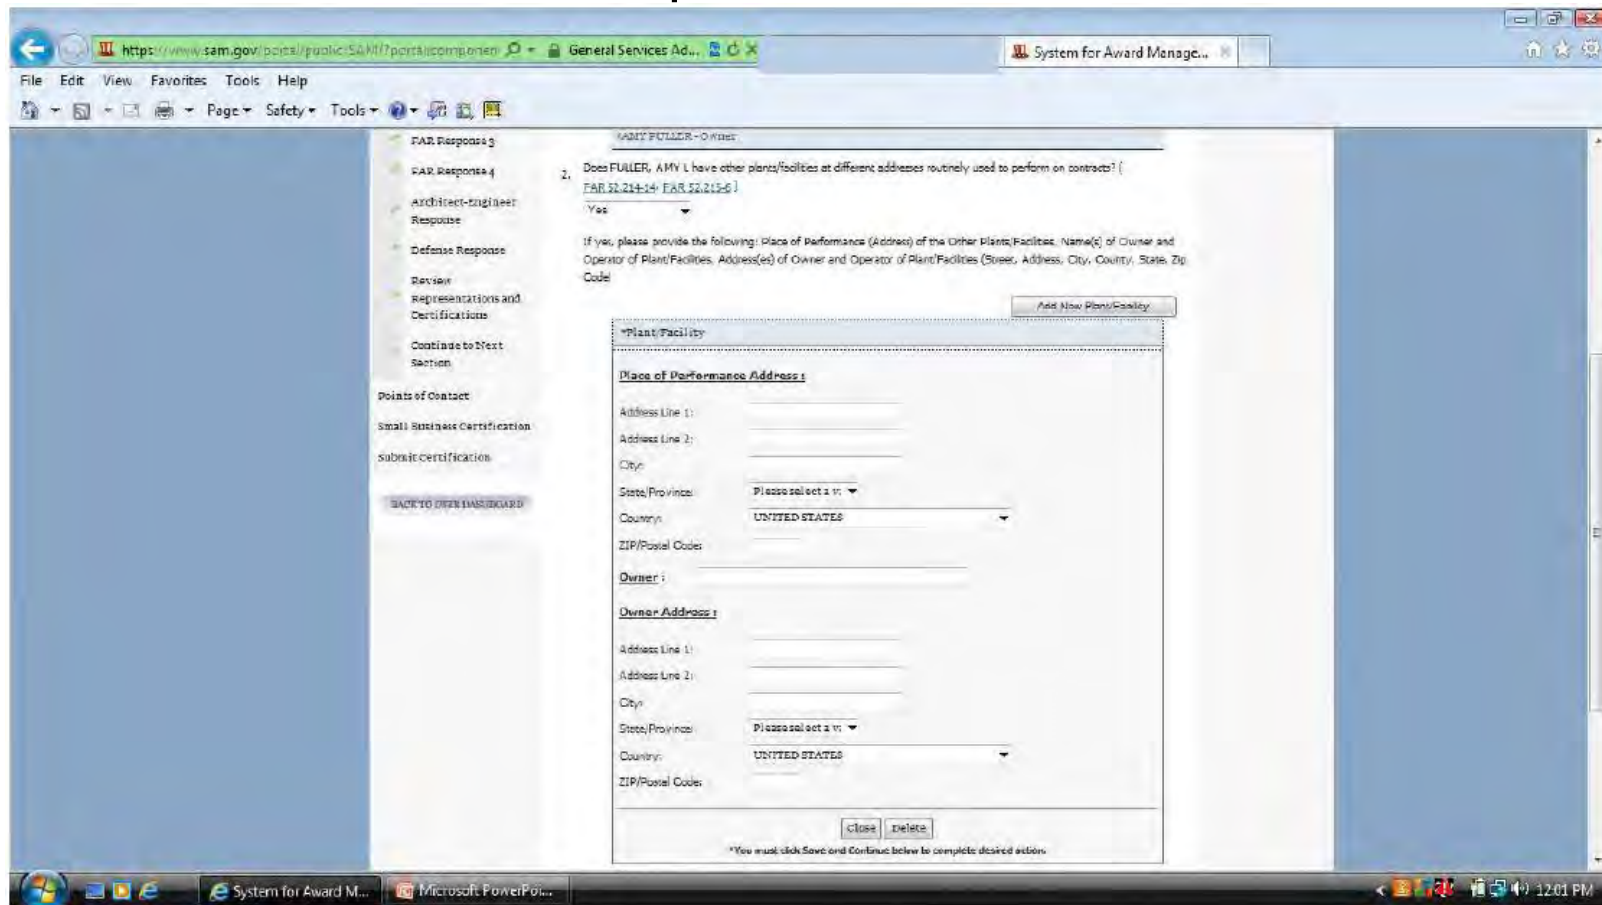 https://www.sam.gov/portal/public/SAM/?portal:componen
General Services Ad...
System for Award Manage...
File Edit View Favorites Tools Help
Page Safety Tools
FAR Response 3
AMY FULLER - Owner
FAR Response 4
2. Does FULLER, AMY L have other plants/facilities at different addresses routinely used to perform on contracts? [
FAR 52.214-14, FAR 52.215-6 ]
Architect-Engineer
Response
Yes
Defense Response
If yes, please provide the following: Place of Performance (Address) of the Other Plants/Facilities, Name(s) of Owner and
Operator of Plant/Facilities, Address(es) of Owner and Operator of Plant/Facilities (Street, Address, City, County, State, Zip
Code)
Review
Representations and
Certifications
Add New Plant/Facility
*Plant/Facility
Continue to Next
Section
Place of Performance Address :
Points of Contact
Address Line 1:
Small Business Certification
Address Line 2:
Submit Certification
City:
State/Province: Please select a v:
BACK TO USER DASHBOARD
Country: UNITED STATES
ZIP/Postal Code:
Owner :
Owner Address :
Address Line 1:
Address Line 2:
City:
State/Province: Please select a v:
Country: UNITED STATES
ZIP/Postal Code:
Close Delete
*You must click Save and Continue below to complete desired action.
System for Award M... Microsoft PowerPoi... 12:01 PM